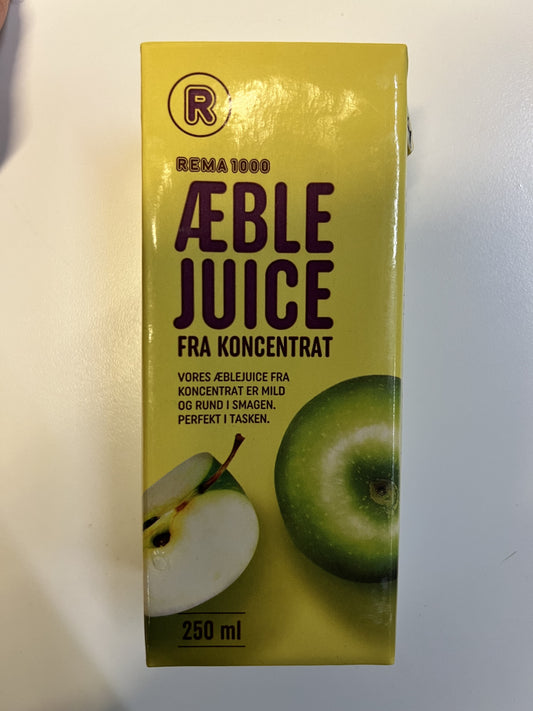 R
REMA 1000
ÆBLE
JUICE
FRA KONCENTRAT
VORES ÆBLEJUICE FRA
KONCENTRAT ER MILD
OG RUND I SMAGEN.
PERFEKT I TASKEN.
250 ml